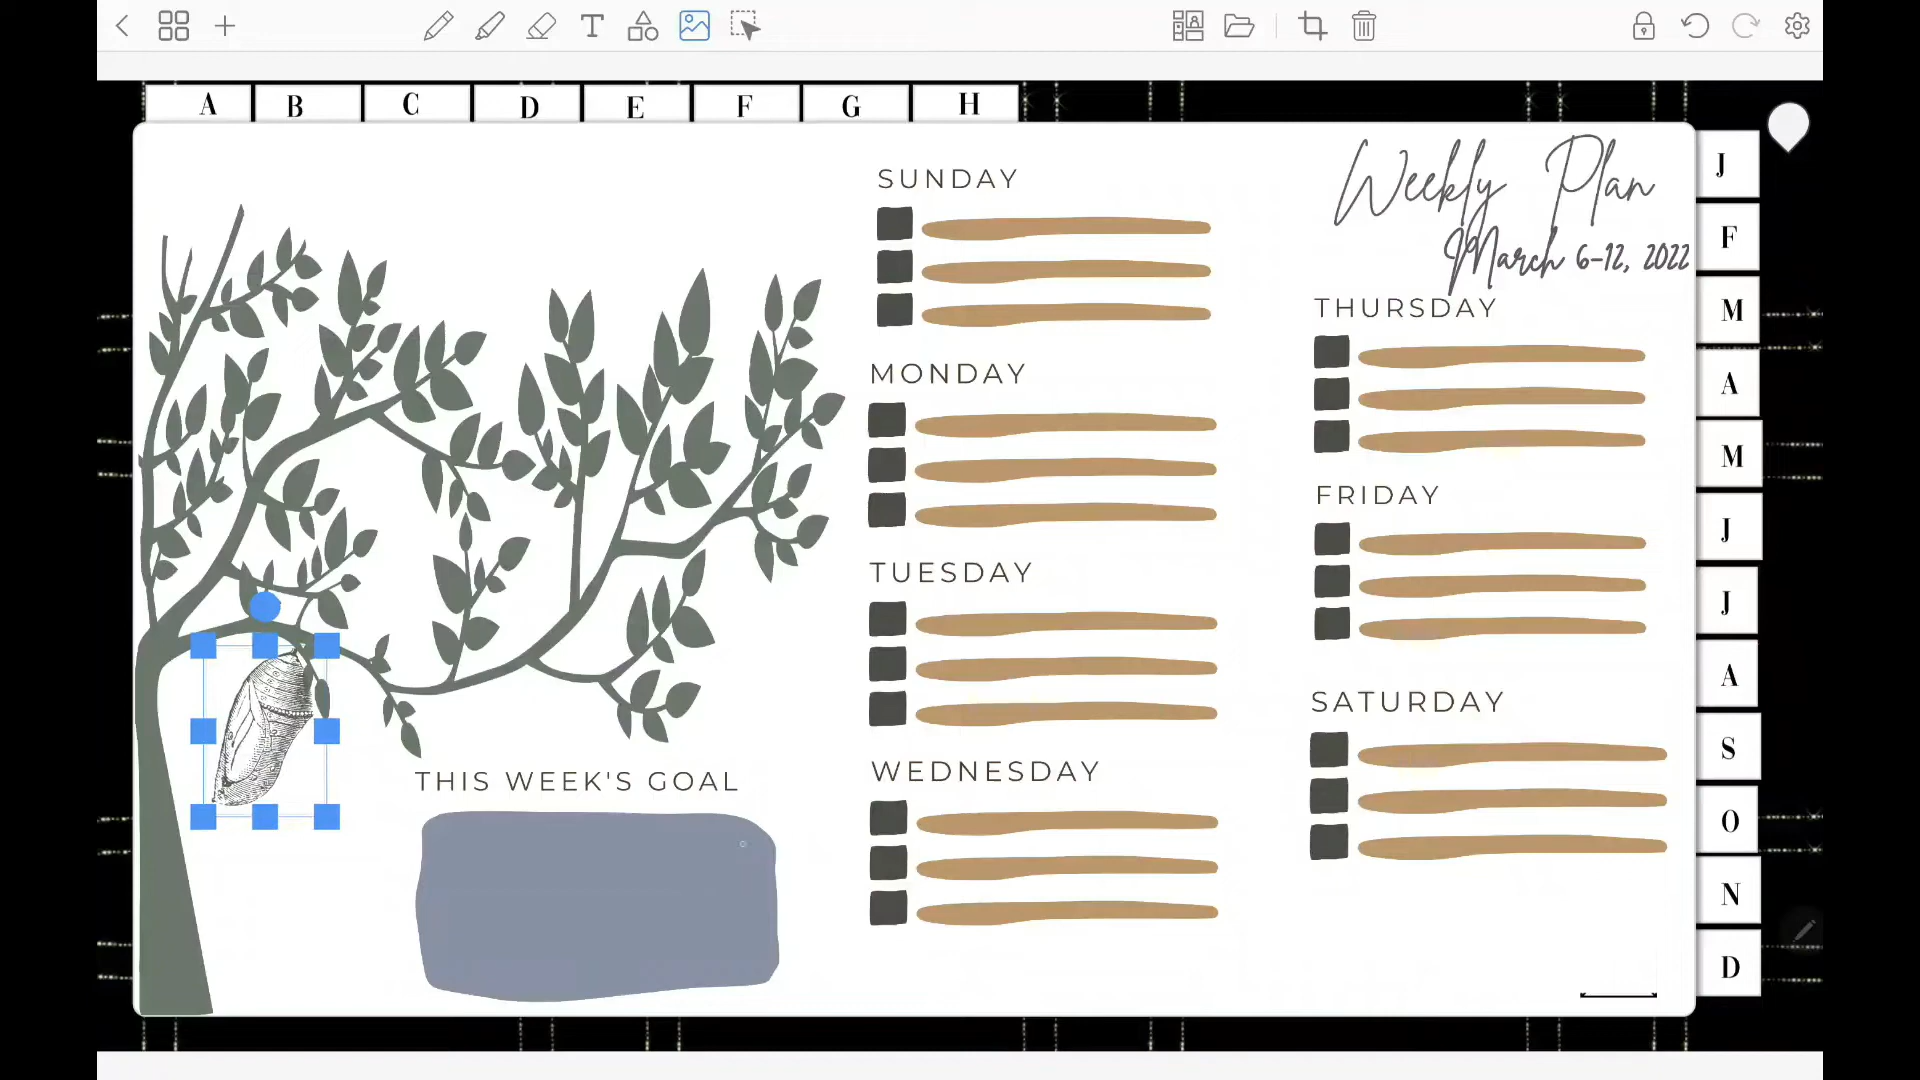 A B C D E F G H
Weekly Plan
March 6-12, 2022
SUNDAY
MONDAY
TUESDAY
WEDNESDAY
THURSDAY
FRIDAY
SATURDAY
THIS WEEK'S GOAL
J
F
M
A
M
J
J
A
S
O
N
D